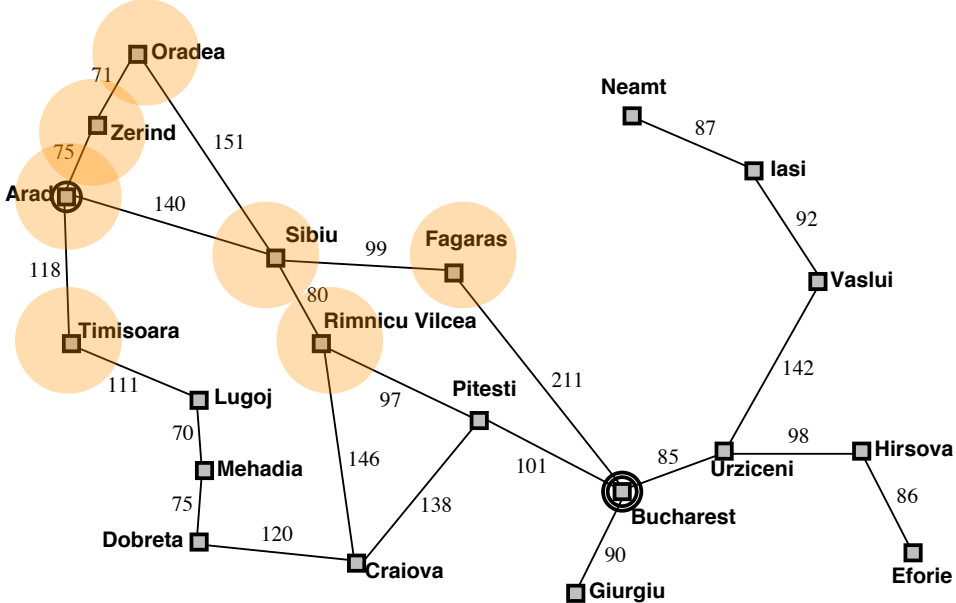 Oradea
71
Neamt
87
Zerind
151
75
Iasi
Arad
140
92
Sibiu
Fagaras
99
118
Vaslui
80
Timisoara
Rimnicu Vilcea
142
111
211
Lugoj
97
Pitesti
70
98
Hirsova
146
101
85
Mehadia
Urziceni
75
138
86
Bucharest
Dobreta
120
90
Craiova
Eforie
Giurgiu